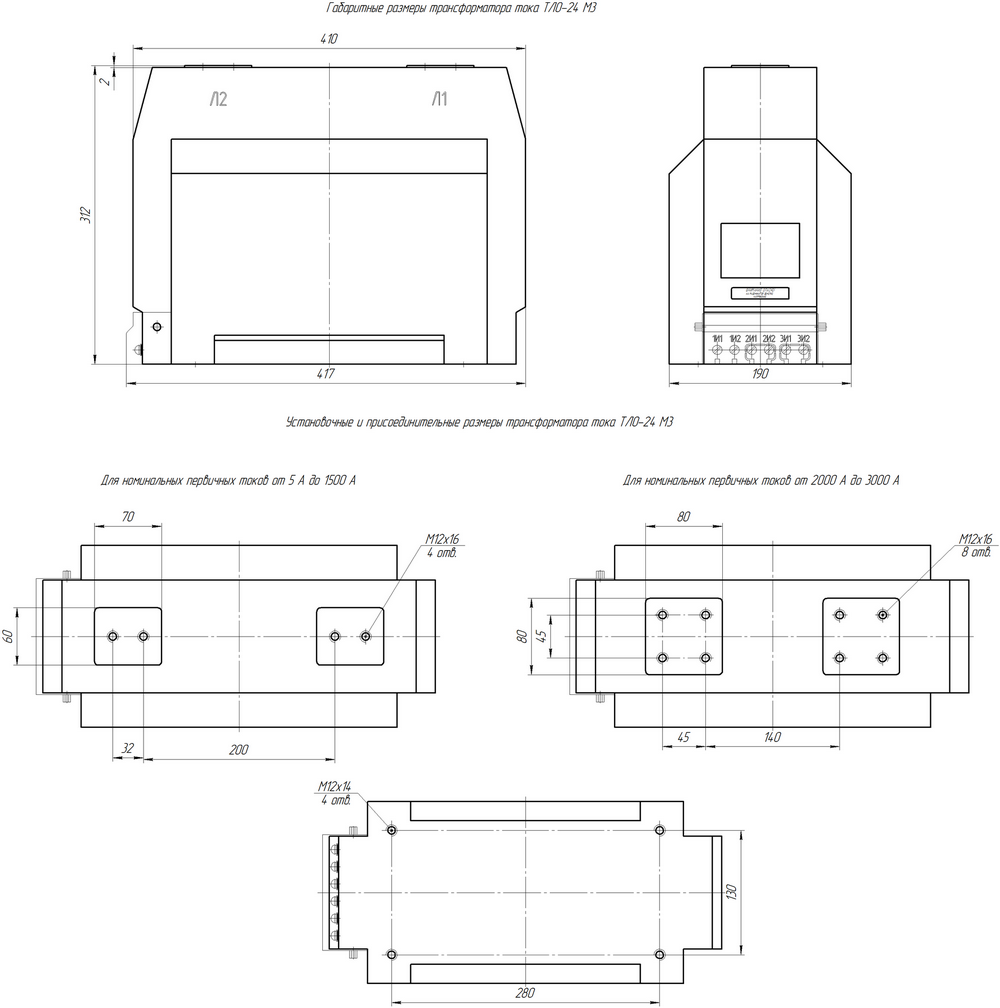 Габаритные размеры трансформатора тока ТЛО-24 М3
410
2
Л2
Л1
312
1И1 1И2 2И1 2И2 3И1 3И2
417
190
Установочные и присоединительные размеры трансформатора тока ТЛО-24 М3
Для номинальных первичных токов от 5 А до 1500 А
Для номинальных первичных токов от 2000 А до 3000 А
70
М12х16
4 отв.
60
32
200
80
М12х16
8 отв.
80
45
45
140
М12х14
4 отв.
130
280